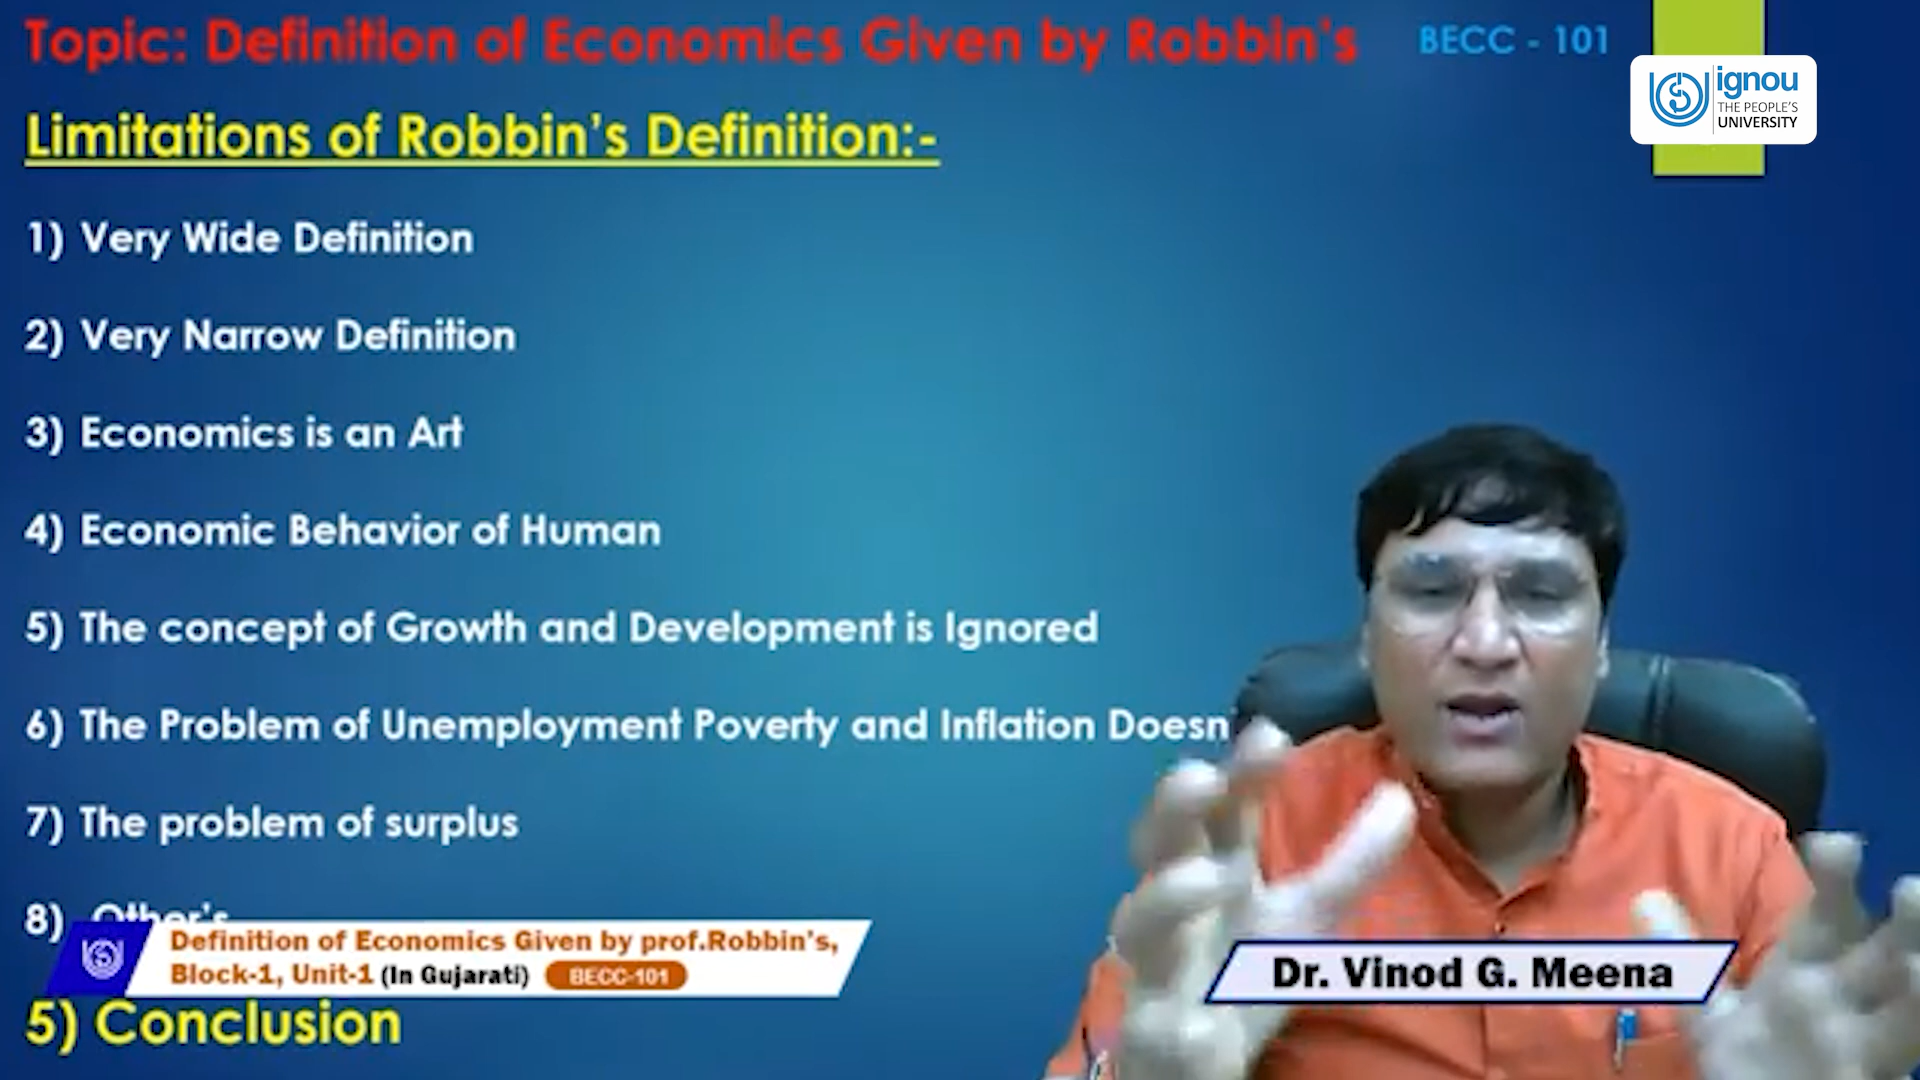 Topic: Definition of Economics Given by Robbin's
BECC - 101
ignou
THE PEOPLE'S
UNIVERSITY
Limitations of Robbin's Definition:-
1) Very Wide Definition
2) Very Narrow Definition
3) Economics is an Art
4) Economic Behavior of Human
5) The concept of Growth and Development is Ignored
6) The Problem of Unemployment Poverty and Inflation Doesn
7) The problem of surplus
8) Other's
Definition of Economics Given by prof.Robbin's,
Block-1, Unit-1 (In Gujarati) BECC-101
Dr. Vinod G. Meena
5) Conclusion